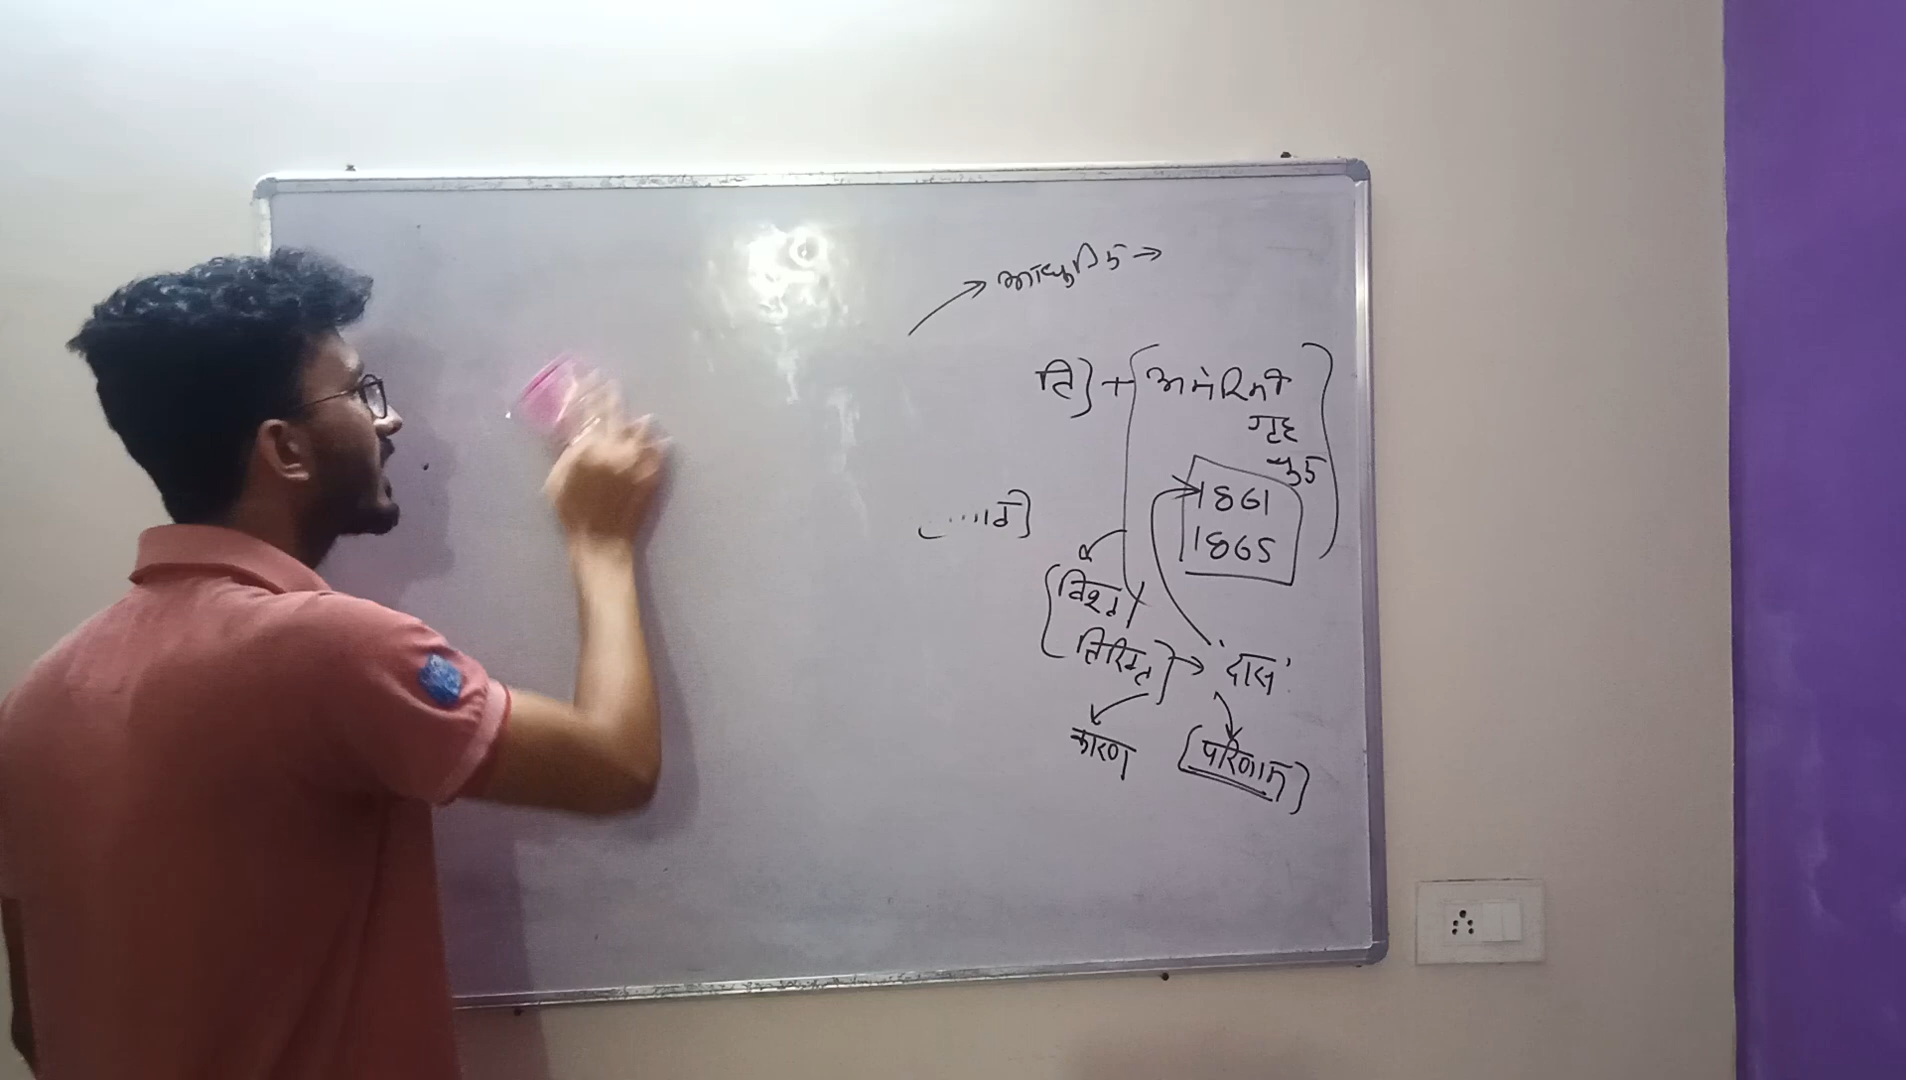 → आधुनिक →
ति] + [अमेरिकी
गृह
युद्ध
1861
1865
[विश्व
'दास'
कारण
[परिणाम]